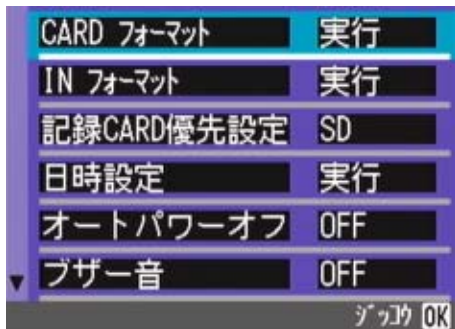 CARD フォーマット 実行
IN フォーマット 実行
記録CARD優先設定 SD
日時設定 実行
オートパワーオフ OFF
ブザー音 OFF
ジッコウ OK